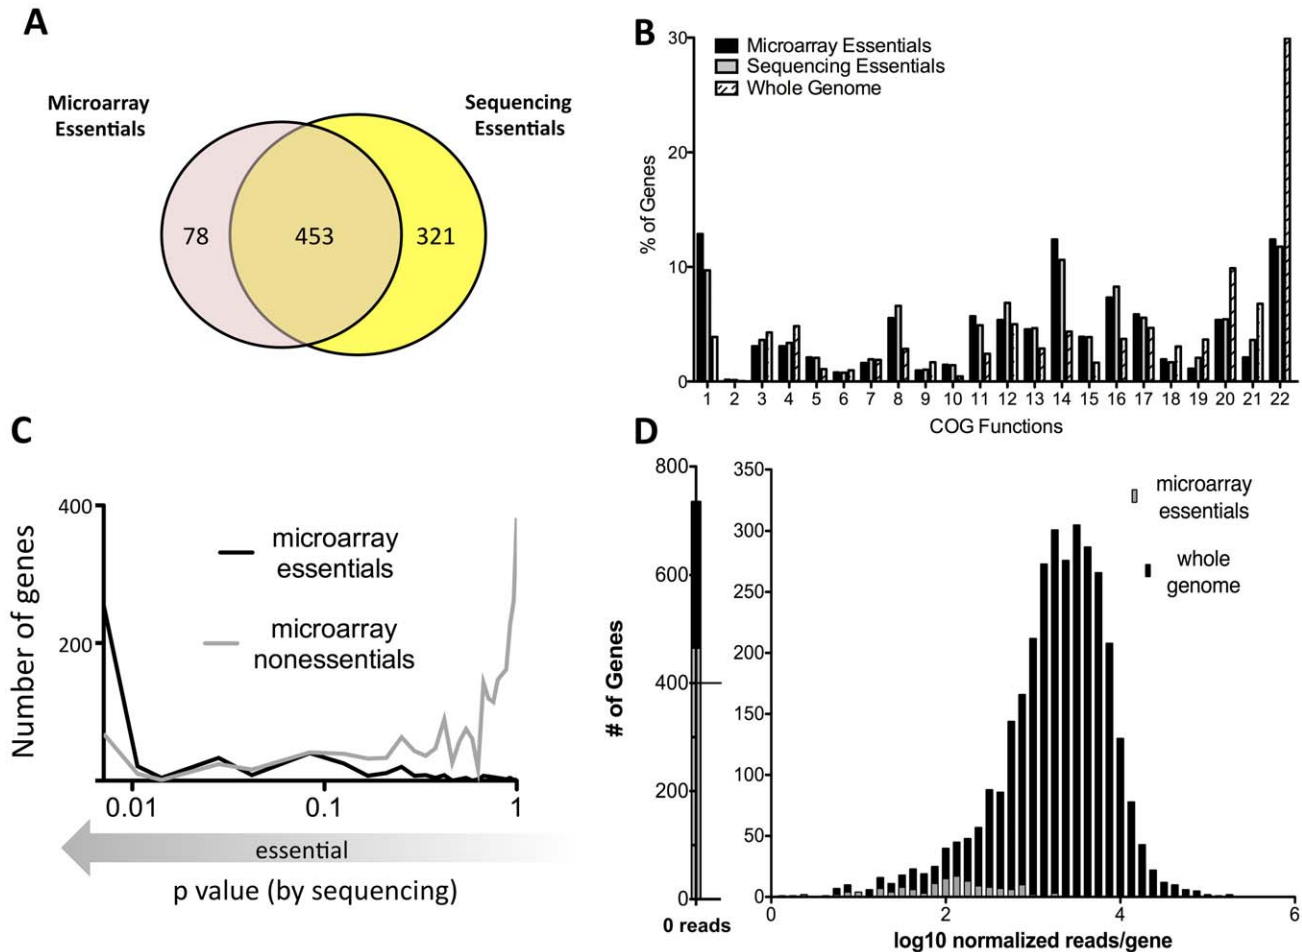 A
Microarray
Essentials
Sequencing
Essentials
78
453
321
B
Microarray Essentials
Sequencing Essentials
Whole Genome
30
20
10
0
% of Genes
1 2 3 4 5 6 7 8 9 10 11 12 13 14 15 16 17 18 19 20 21 22
COG Functions
C
400
200
Number of genes
microarray
essentials
microarray
nonessentials
0.01 0.1 1
essential
p value (by sequencing)
D
800
600
400
200
0
# of Genes
0 reads
350
300
250
200
150
100
50
0
microarray
essentials
whole
genome
0 2 4 6
log10 normalized reads/gene